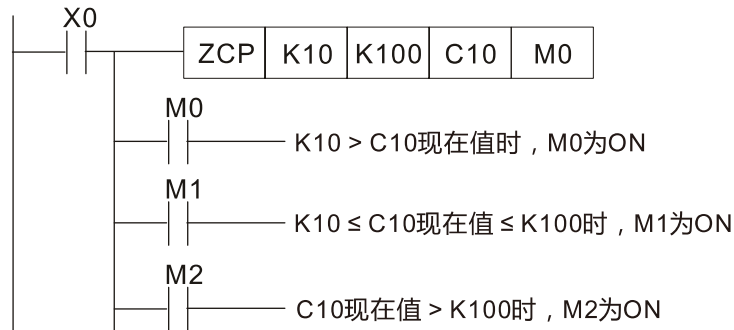 X0
ZCP K10 K100 C10 M0
M0
K10 > C10现在值时，M0为ON
M1
K10 ≤ C10现在值 ≤ K100时，M1为ON
M2
C10现在值 > K100时，M2为ON